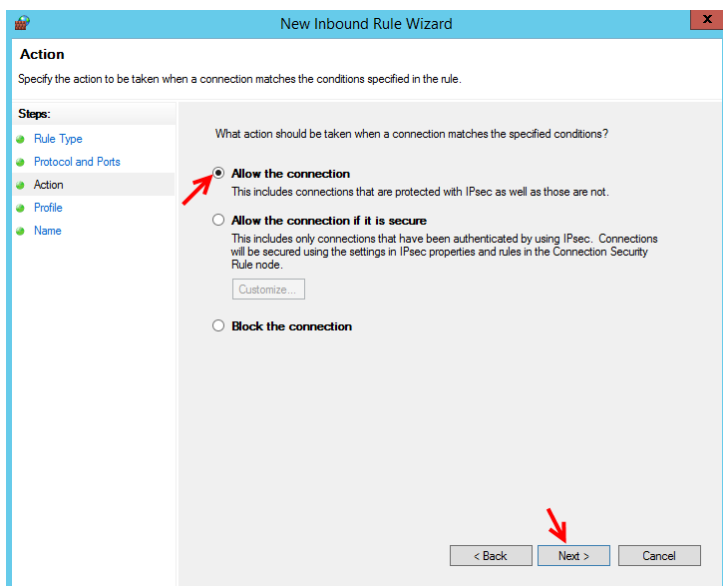 New Inbound Rule Wizard
x
Action
Specify the action to be taken when a connection matches the conditions specified in the rule.
Steps:
Rule Type
Protocol and Ports
Action
Profile
Name
What action should be taken when a connection matches the specified conditions?
Allow the connection
This includes connections that are protected with IPsec as well as those are not.
Allow the connection if it is secure
This includes only connections that have been authenticated by using IPsec. Connections
will be secured using the settings in IPsec properties and rules in the Connection Security
Rule node.
Customize...
Block the connection
< Back
Next >
Cancel